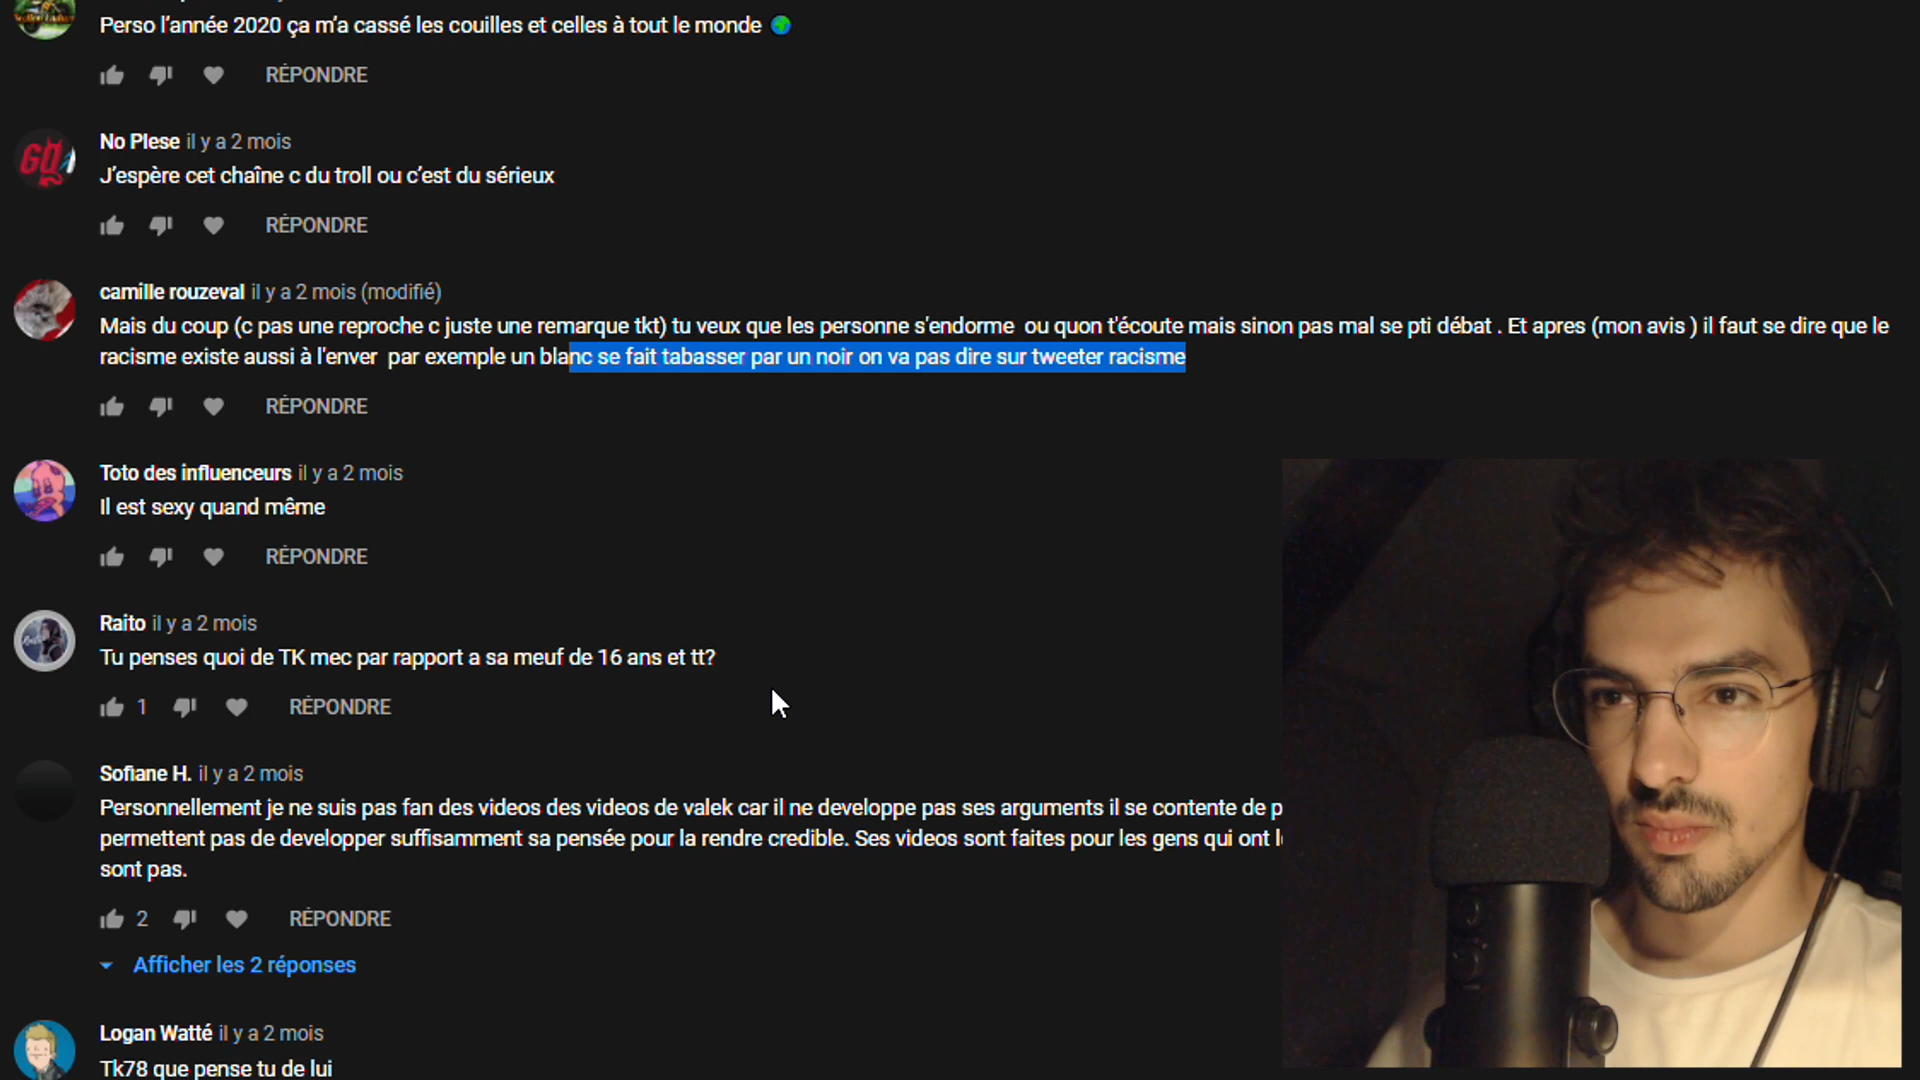 Perso l’année 2020 ça m’a cassé les couilles et celles à tout le monde
RÉPONDRE
No Plese il y a 2 mois
J’espère cet chaîne c du troll ou c’est du sérieux
RÉPONDRE
camille rouzeval il y a 2 mois (modifié)
Mais du coup (c pas une reproche c juste une remarque tkt) tu veux que les personne s'endorme ou quon t'écoute mais sinon pas mal se pti débat . Et apres (mon avis ) il faut se dire que le
racisme existe aussi à l'enver par exemple un blanc se fait tabasser par un noir on va pas dire sur tweeter racisme
RÉPONDRE
Toto des influenceurs il y a 2 mois
Il est sexy quand même
RÉPONDRE
Raito il y a 2 mois
Tu penses quoi de TK mec par rapport a sa meuf de 16 ans et tt?
1 RÉPONDRE
Sofiane H. il y a 2 mois
Personnellement je ne suis pas fan des videos des videos de valek car il ne developpe pas ses arguments il se contente de p
permettent pas de developper suffisamment sa pensée pour la rendre credible. Ses videos sont faites pour les gens qui ont
sont pas.
2 RÉPONDRE
Afficher les 2 réponses
Logan Watté il y a 2 mois
Tk78 que pense tu de lui